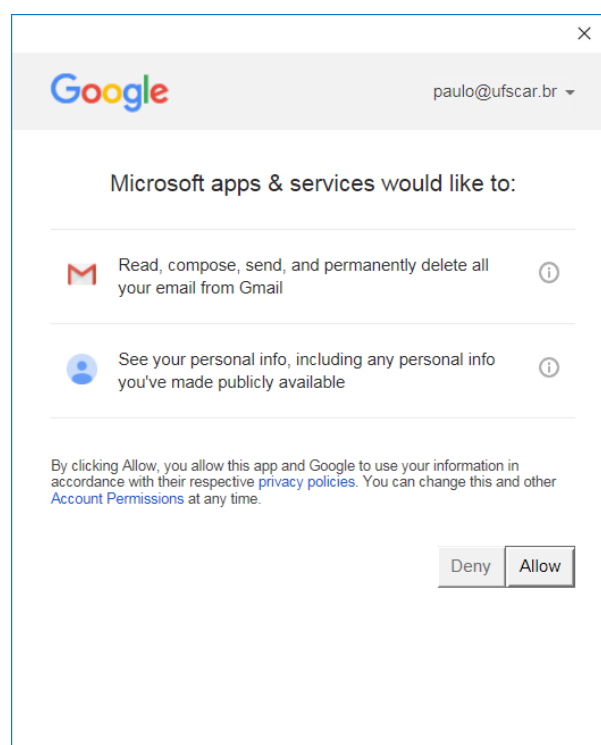 Google
paulo@ufscar.br
Microsoft apps & services would like to:
Read, compose, send, and permanently delete all
your email from Gmail
See your personal info, including any personal info
you've made publicly available
By clicking Allow, you allow this app and Google to use your information in
accordance with their respective privacy policies. You can change this and other
Account Permissions at any time.
Deny
Allow